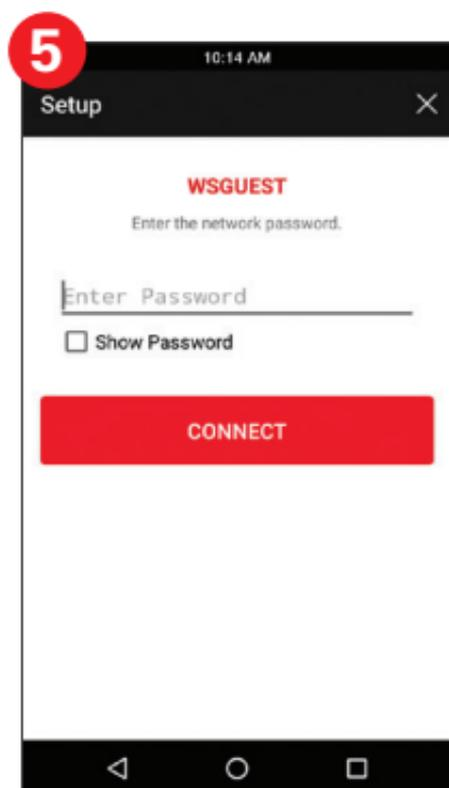 5
10:14 AM
Setup
WSGUEST
Enter the network password.
Enter Password
Show Password
CONNECT